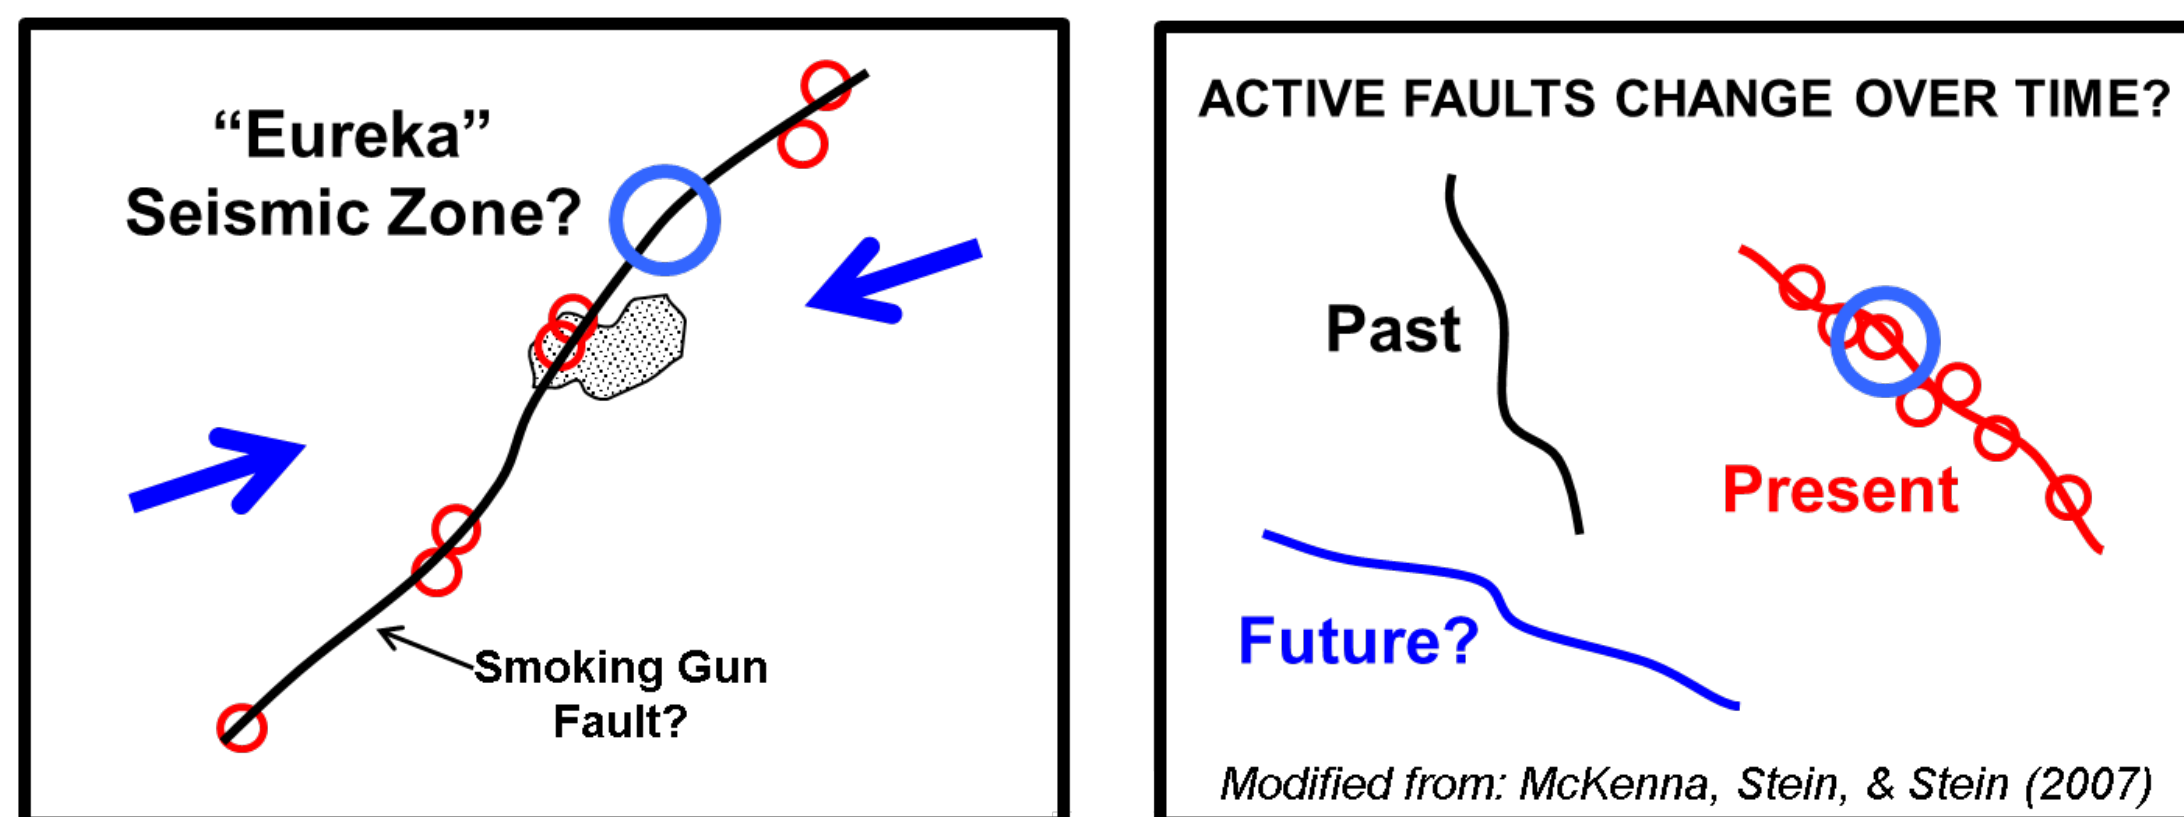 “Eureka”
Seismic Zone?
Smoking Gun
Fault?
ACTIVE FAULTS CHANGE OVER TIME?
Past
Present
Future?
Modified from: McKenna, Stein, & Stein (2007)